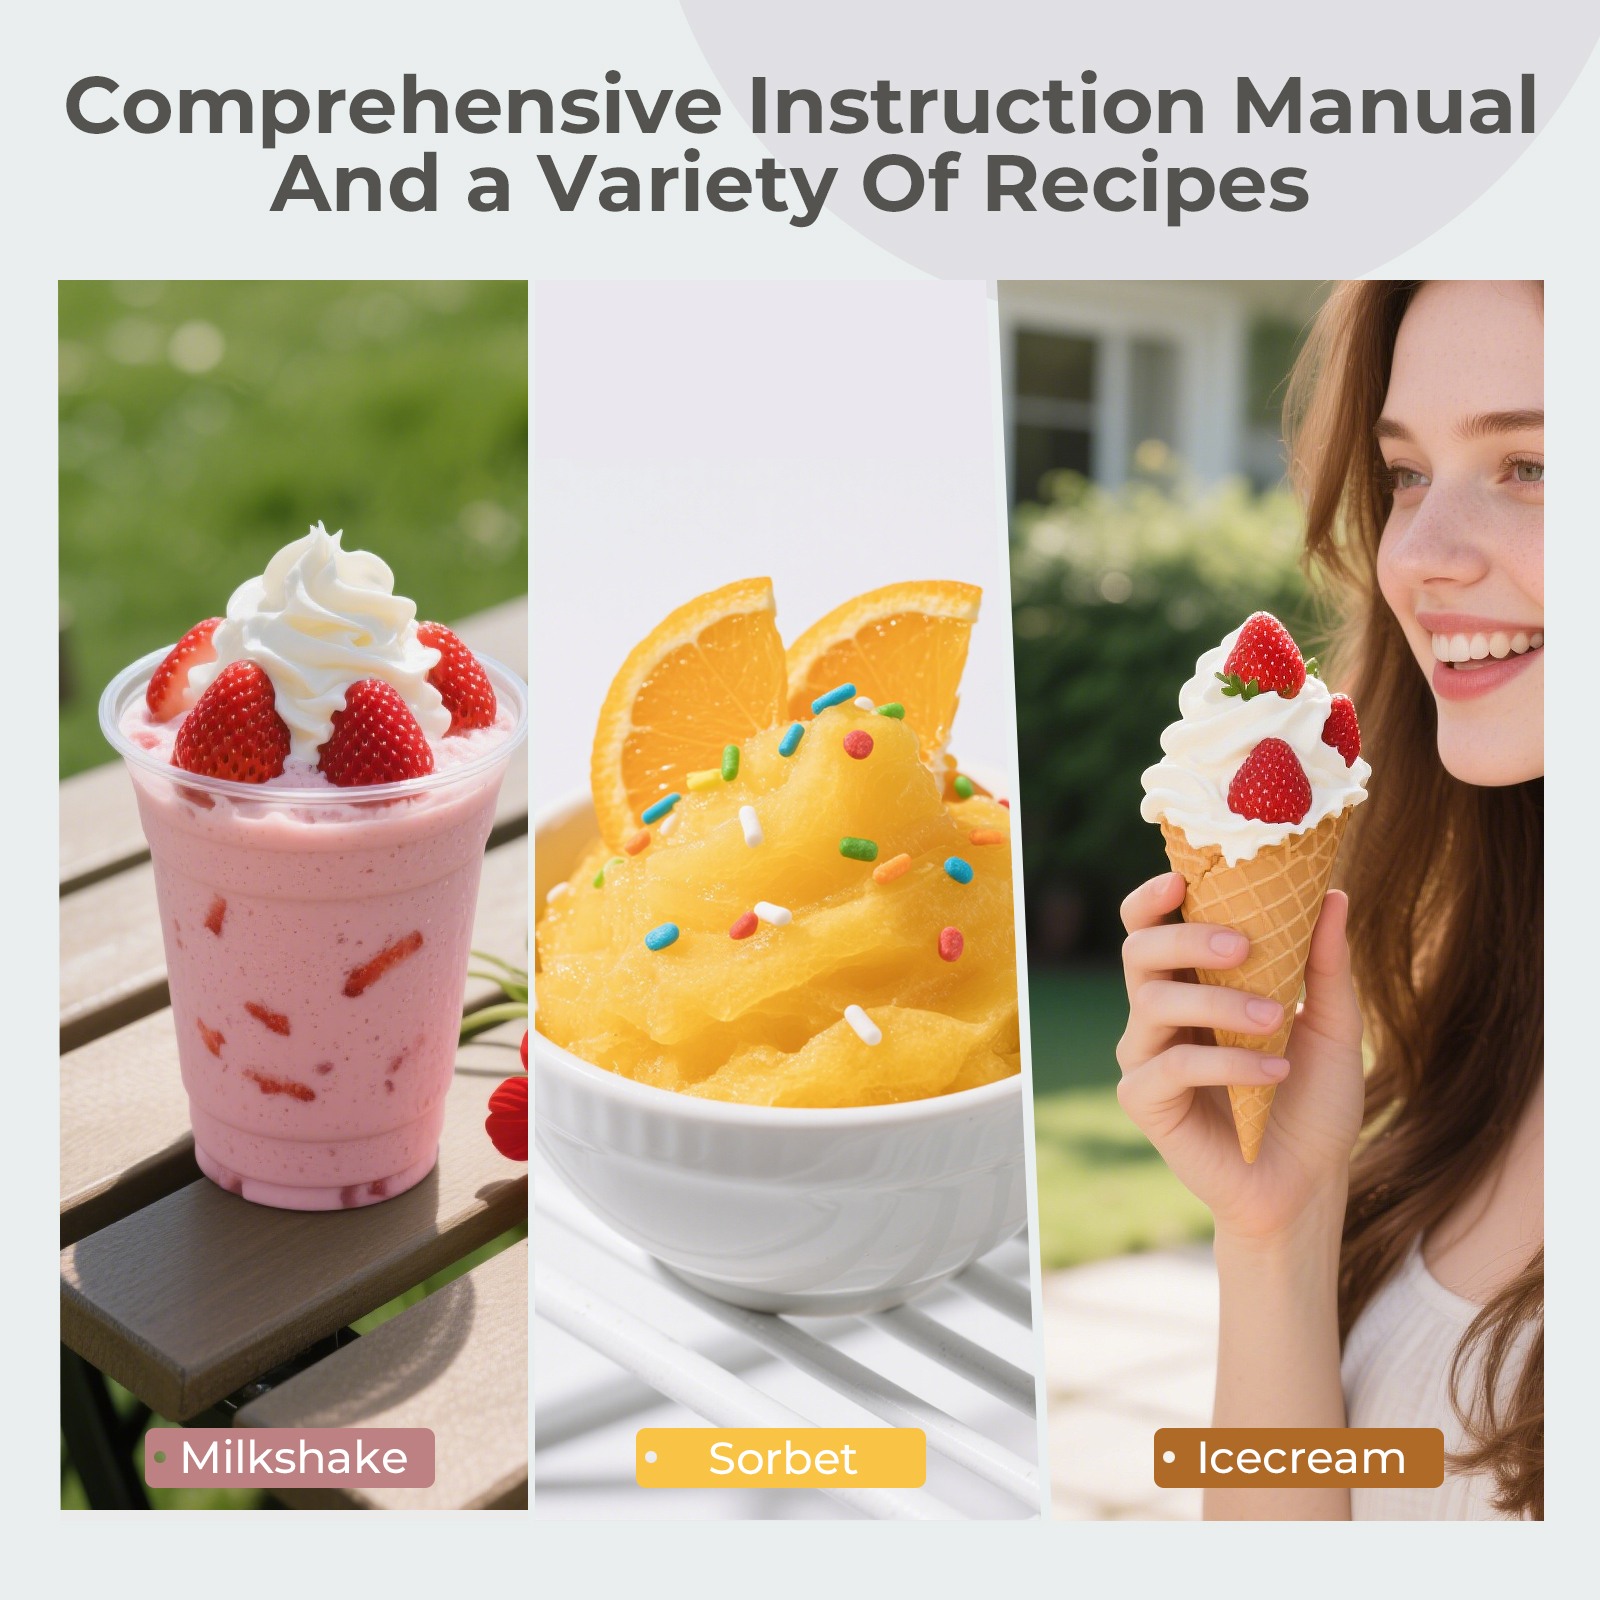 Comprehensive Instruction Manual
And a Variety Of Recipes
Milkshake
Sorbet
Icecream